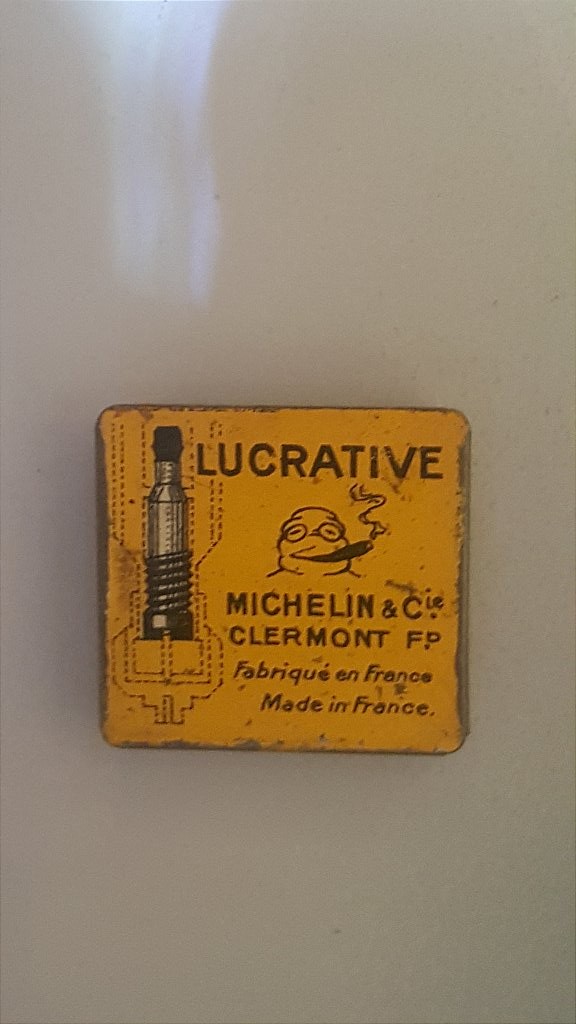 LUCRATIVE
MICHELIN & Cie
CLERMONT FD
Fabriqué en France
Made in France.